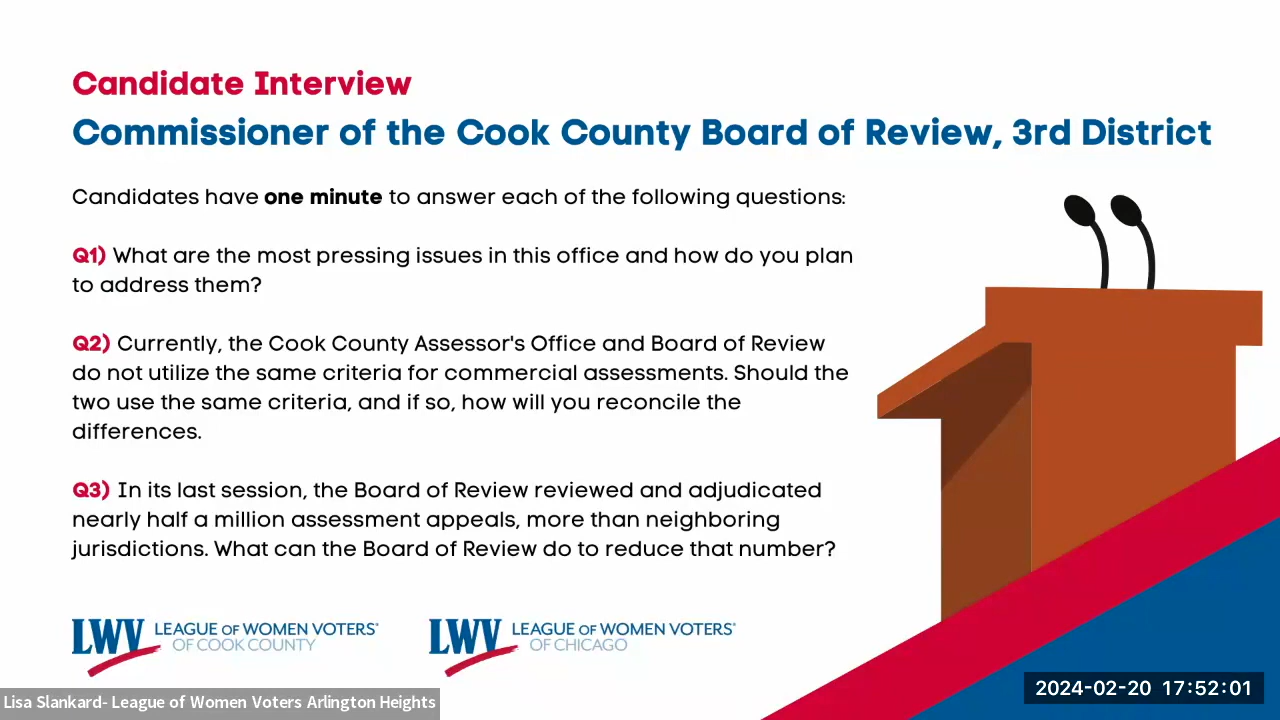 Candidate Interview
Commissioner of the Cook County Board of Review, 3rd District
Candidates have one minute to answer each of the following questions:
Q1) What are the most pressing issues in this office and how do you plan
to address them?
Q2) Currently, the Cook County Assessor's Office and Board of Review
do not utilize the same criteria for commercial assessments. Should the
two use the same criteria, and if so, how will you reconcile the
differences.
Q3) In its last session, the Board of Review reviewed and adjudicated
nearly half a million assessment appeals, more than neighboring
jurisdictions. What can the Board of Review do to reduce that number?
LWV LEAGUE OF WOMEN VOTERS®
OF COOK COUNTY
LWV LEAGUE OF WOMEN VOTERS®
OF CHICAGO
Lisa Slankard- League of Women Voters Arlington Heights
2024-02-20 17:52:01